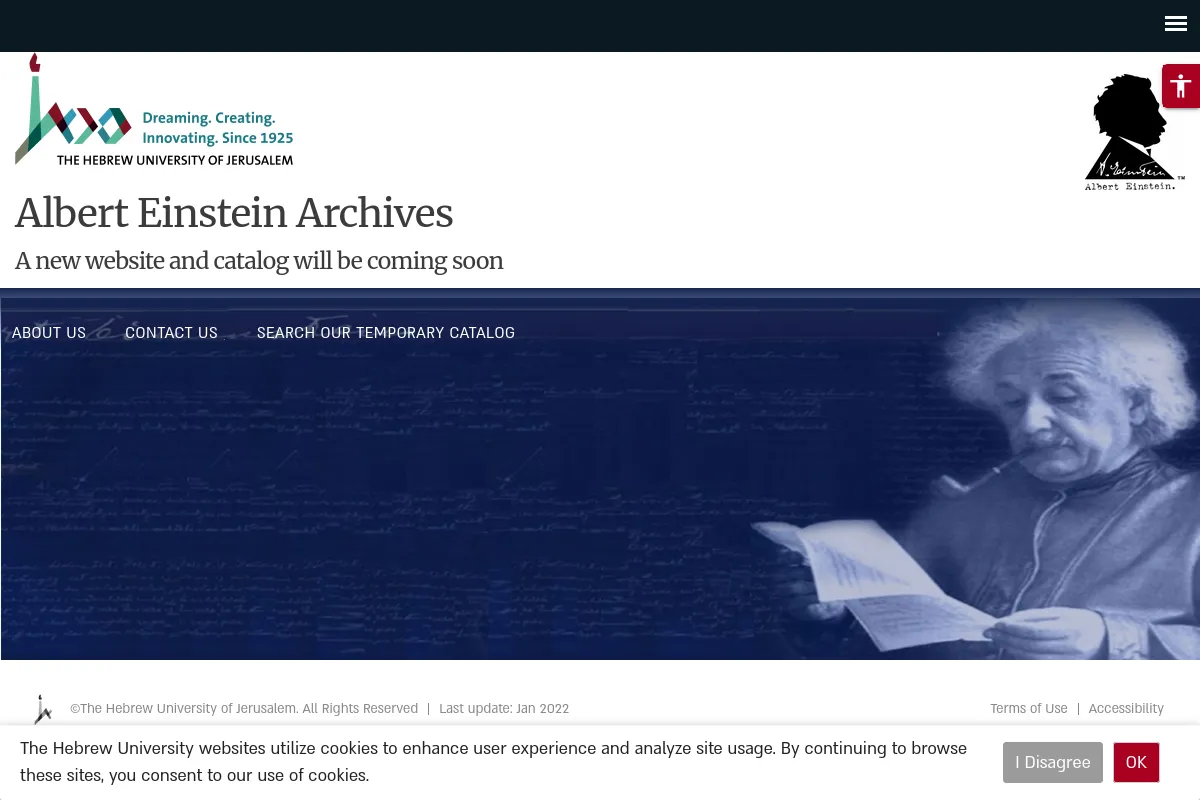 Dreaming. Creating.
Innovating. Since 1925
THE HEBREW UNIVERSITY OF JERUSALEM
A. Einstein
TM
Albert Einstein.
Albert Einstein Archives
A new website and catalog will be coming soon
ABOUT US CONTACT US SEARCH OUR TEMPORARY CATALOG
©The Hebrew University of Jerusalem. All Rights Reserved | Last update: Jan 2022
Terms of Use | Accessibility
The Hebrew University websites utilize cookies to enhance user experience and analyze site usage. By continuing to browse
these sites, you consent to our use of cookies.
I Disagree OK